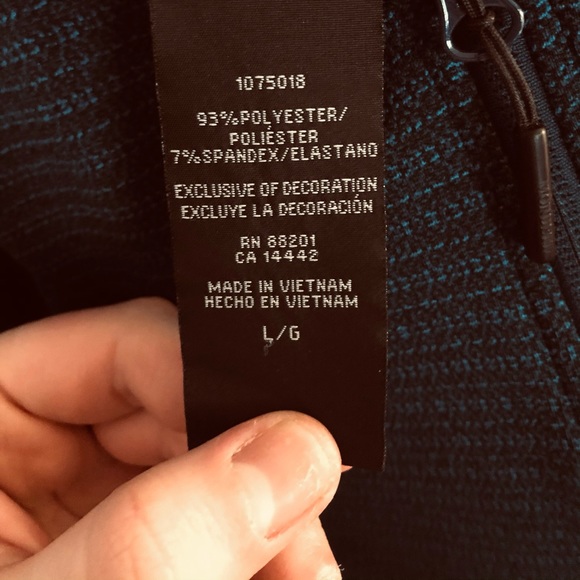 1075018
93%POLYESTER/
POLIÉSTER
7%SPANDEX/ELASTANO
EXCLUSIVE OF DECORATION
EXCLUYE LA DECORACIÓN
RN 88201
CA 14442
MADE IN VIETNAM
HECHO EN VIETNAM
L/G